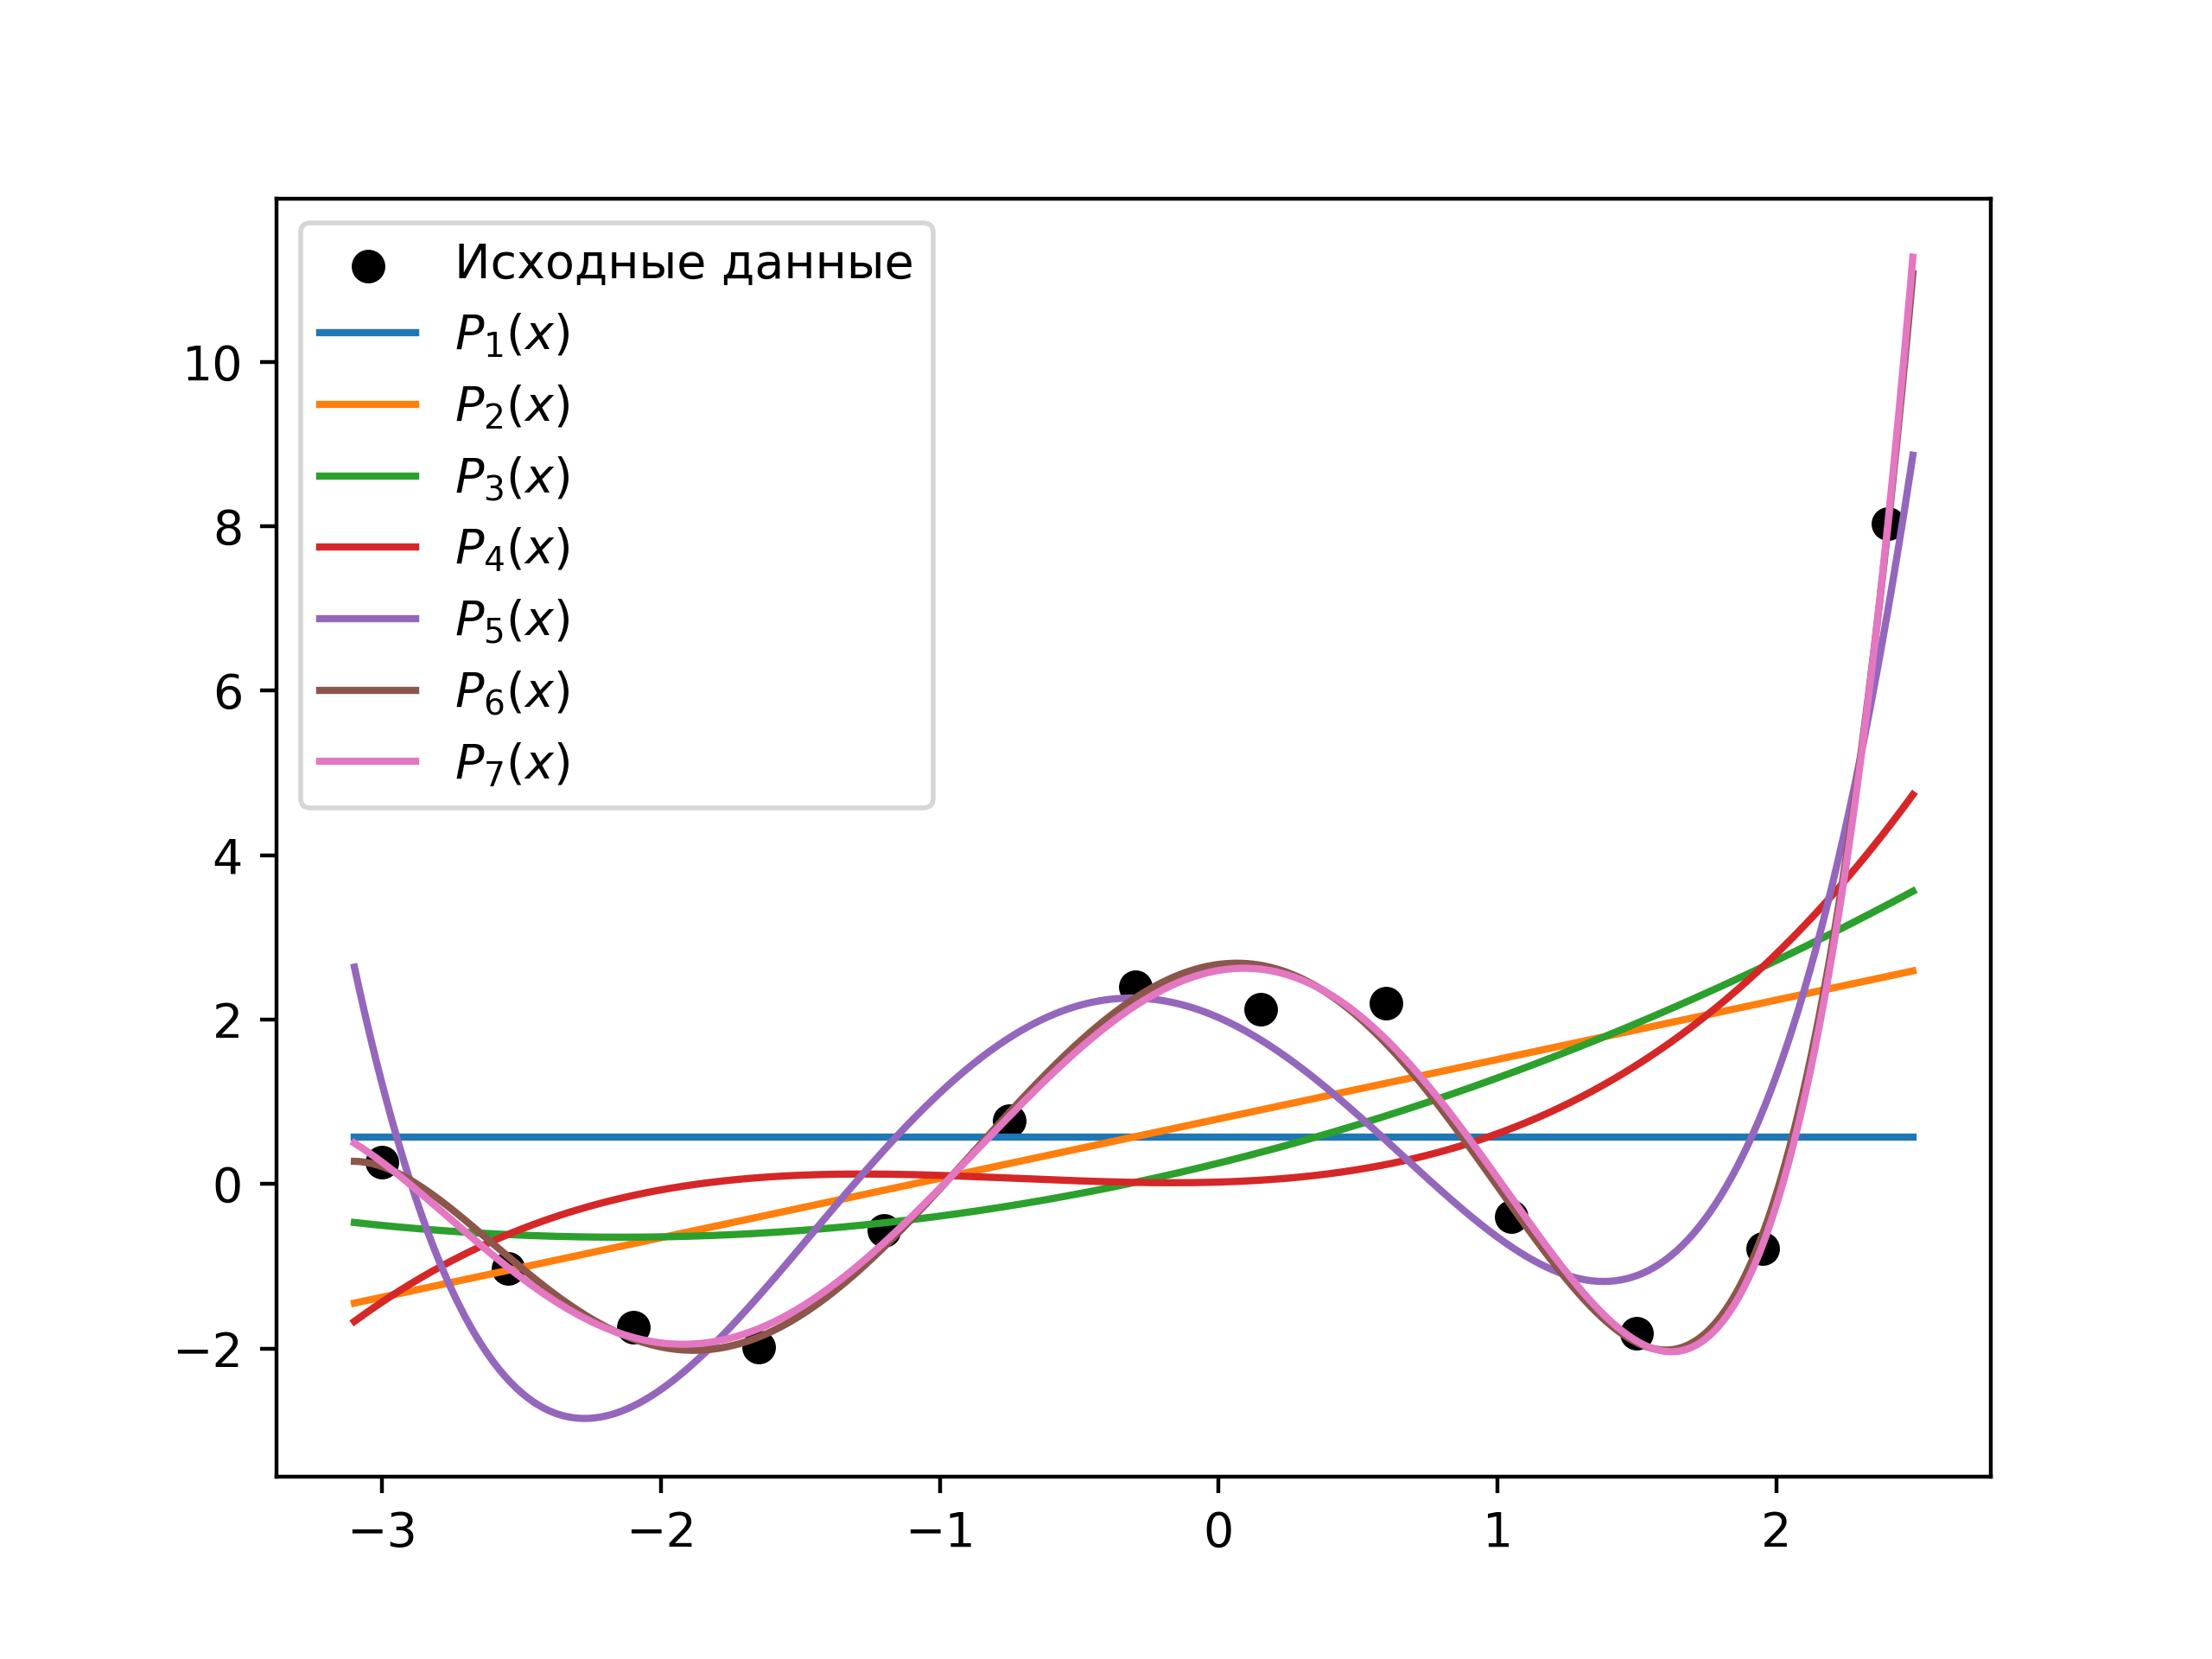 Исходные данные
P₁(x)
P₂(x)
P₃(x)
P₄(x)
P₅(x)
P₆(x)
P₇(x)
10
8
6
4
2
0
−2
−3 −2 −1 0 1 2